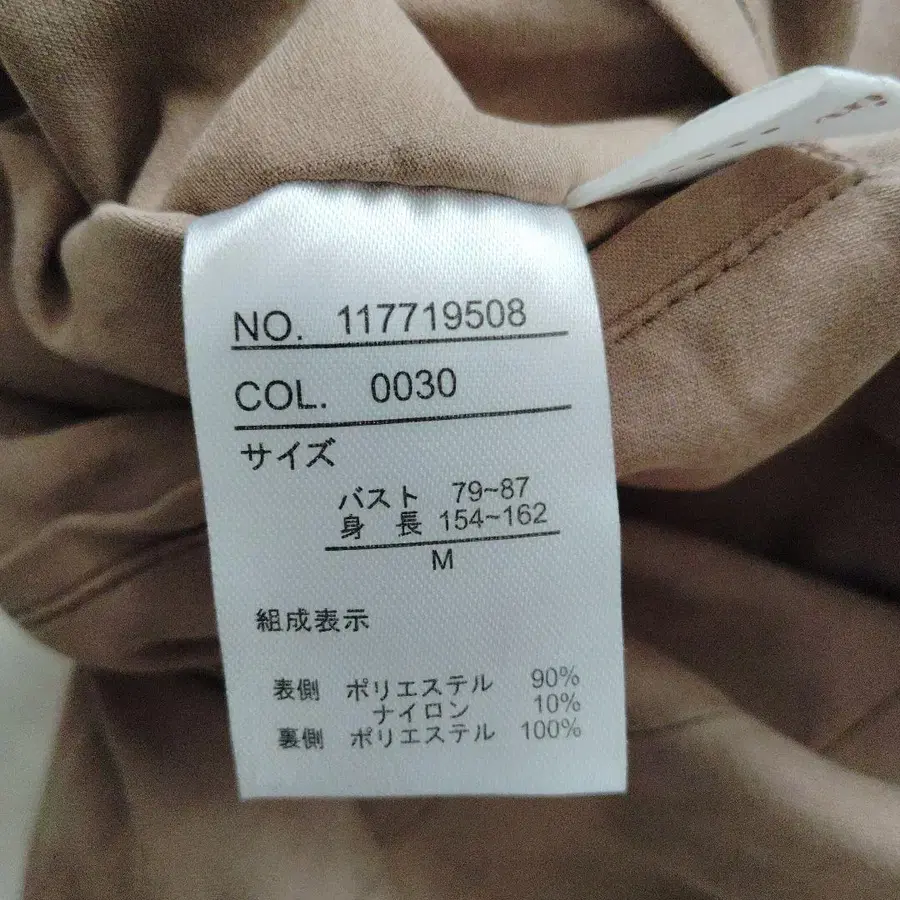 NO. 117719508
COL. 0030
サイズ
バスト 79~87
身 長 154~162
M
組成表示
表側 ポリエステル 90%
ナイロン 10%
裏側 ポリエステル 100%